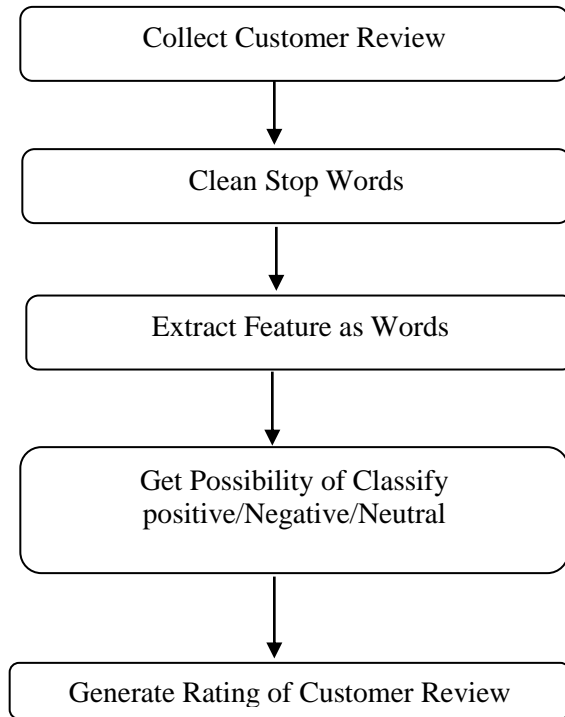 Collect Customer Review
Clean Stop Words
Extract Feature as Words
Get Possibility of Classify
positive/Negative/Neutral
Generate Rating of Customer Review